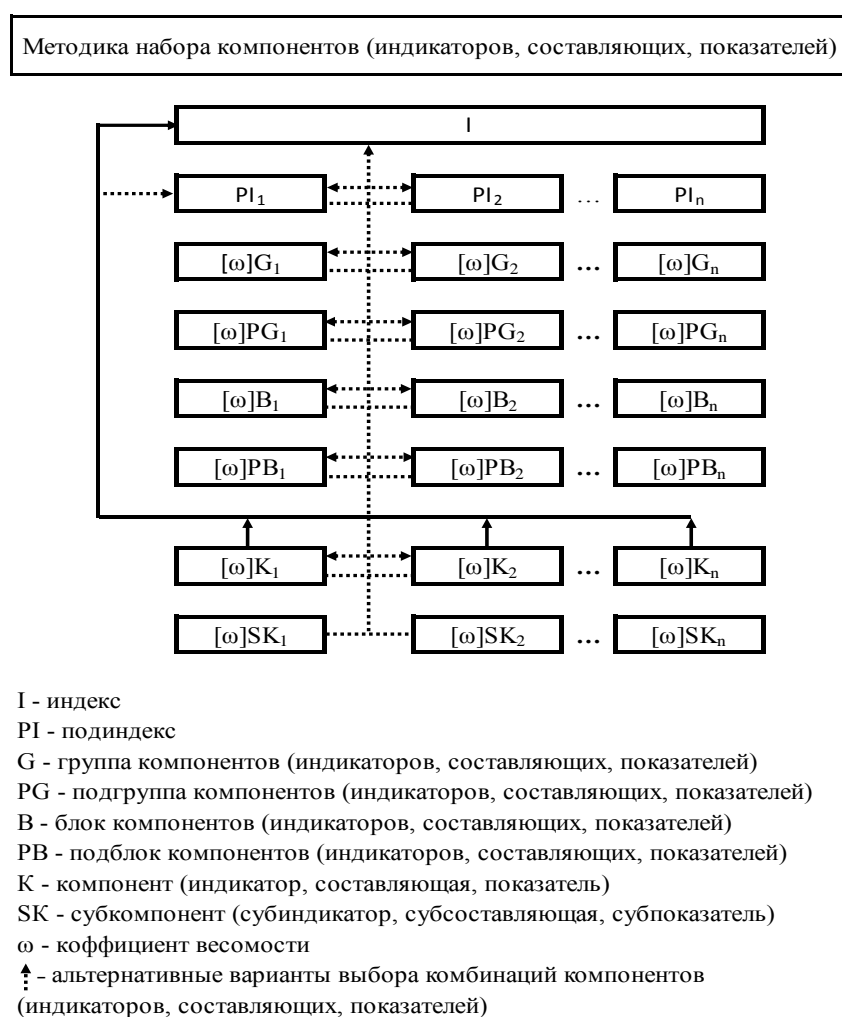 Методика набора компонентов (индикаторов, составляющих, показателей)
I
PI₁ PI₂ ... PIₙ
[ω]G₁ [ω]G₂ ... [ω]Gₙ
[ω]PG₁ [ω]PG₂ ... [ω]PGₙ
[ω]B₁ [ω]B₂ ... [ω]Bₙ
[ω]PB₁ [ω]PB₂ ... [ω]PBₙ
[ω]K₁ [ω]K₂ ... [ω]Kₙ
[ω]SK₁ [ω]SK₂ ... [ω]SKₙ
I - индекс
PI - подиндекс
G - группа компонентов (индикаторов, составляющих, показателей)
PG - подгруппа компонентов (индикаторов, составляющих, показателей)
B - блок компонентов (индикаторов, составляющих, показателей)
PB - подблок компонентов (индикаторов, составляющих, показателей)
K - компонент (индикатор, составляющая, показатель)
SK - субкомпонент (субиндикатор, субсоставляющая, субпоказатель)
ω - коффициент весомости
- альтернативные варианты выбора комбинаций компонентов
(индикаторов, составляющих, показателей)